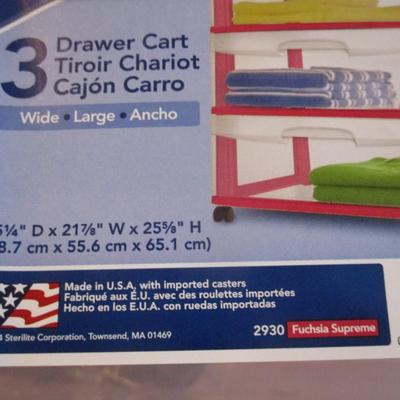 3
Drawer Cart
Tiroir Chariot
Cajón Carro
Wide • Large • Ancho
5¼" D x 21⅞" W x 25⅝" H
8.7 cm x 55.6 cm x 65.1 cm)
Made in U.S.A. with imported casters
Fabriqué aux É.U. avec des roulettes importées
Hecho en los E.U.A. con ruedas importadas
4 Sterilite Corporation, Townsend, MA 01469
2930 Fuchsia Supreme